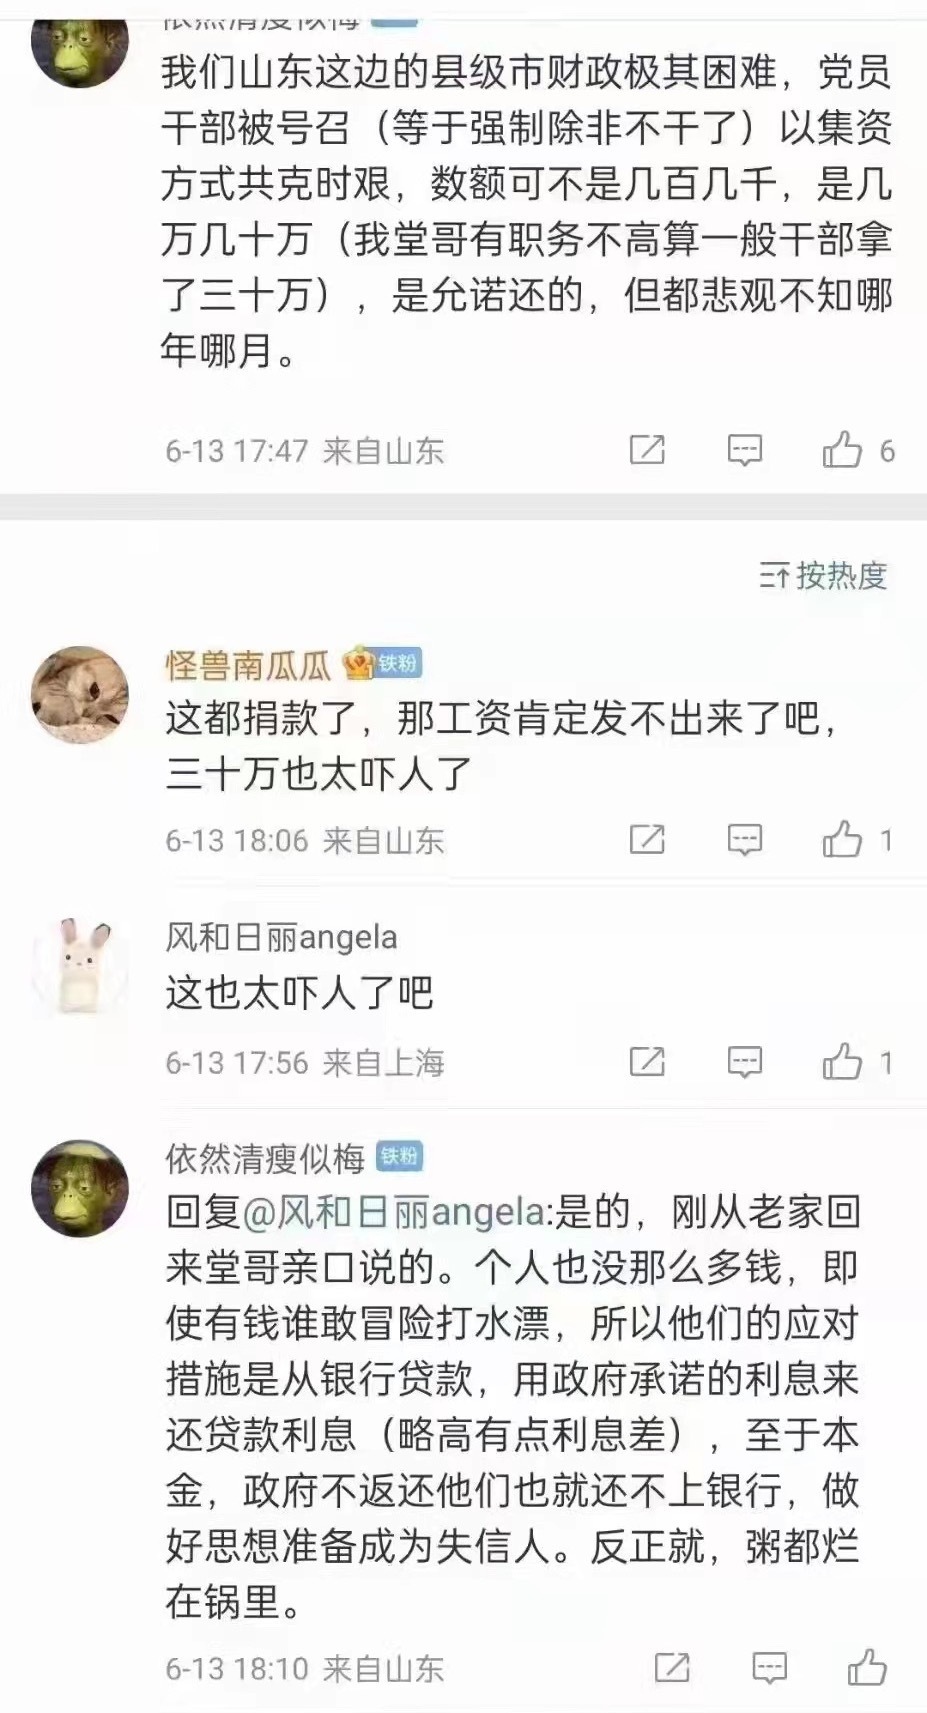 依然清瘦似梅
我们山东这边的县级市财政极其困难，党员
干部被号召（等于强制除非不干了）以集资
方式共克时艰，数额可不是几百几千，是几
万几十万（我堂哥有职务不高算一般干部拿
了三十万），是允诺还的，但都悲观不知哪
年哪月。
6-13 17:47 来自山东 6
按热度
怪兽南瓜瓜 铁粉
这都捐款了，那工资肯定发不出来了吧，
三十万也太吓人了
6-13 18:06 来自山东 1
风和日丽angela
这也太吓人了吧
6-13 17:56 来自上海 1
依然清瘦似梅 铁粉
回复@风和日丽angela:是的，刚从老家回
来堂哥亲口说的。个人也没那么多钱，即
使有钱谁敢冒险打水漂，所以他们的应对
措施是从银行贷款，用政府承诺的利息来
还贷款利息（略高有点利息差），至于本
金，政府不返还他们也就还不上银行，做
好思想准备成为失信人。反正就，粥都烂
在锅里。
6-13 18:10 来自山东